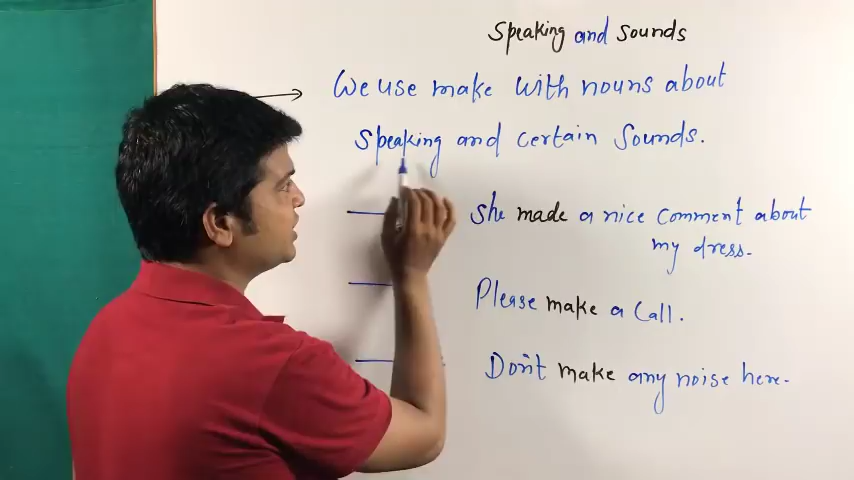 Speaking and Sounds
We use make with nouns about
Speaking and certain Sounds.
She made a nice comment about
my dress.
Please make a Call.
Don't make any noise here.